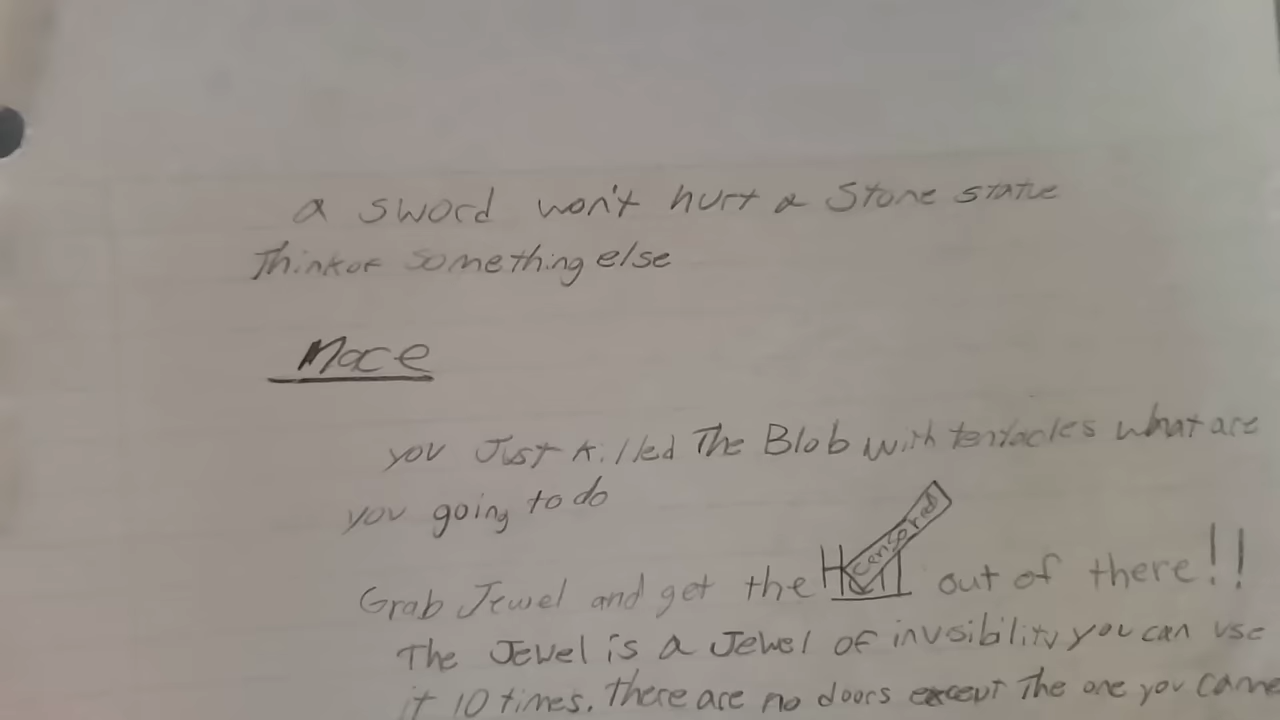 a sword won't hurt a Stone statue
Think of something else
Mace
you Just killed The Blob with tentacles what are
you going to do
Grab Jewel and get the Hell censored out of there!!
The Jewel is a Jewel of invusibility you can use
it 10 times. There are no doors except The one you came